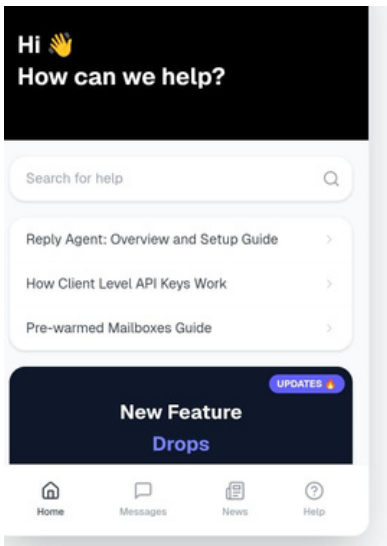 Hi 👋
How can we help?
Search for help
Reply Agent: Overview and Setup Guide
How Client Level API Keys Work
Pre-warmed Mailboxes Guide
UPDATES 🔥
New Feature
Drops
Home
Messages
News
Help